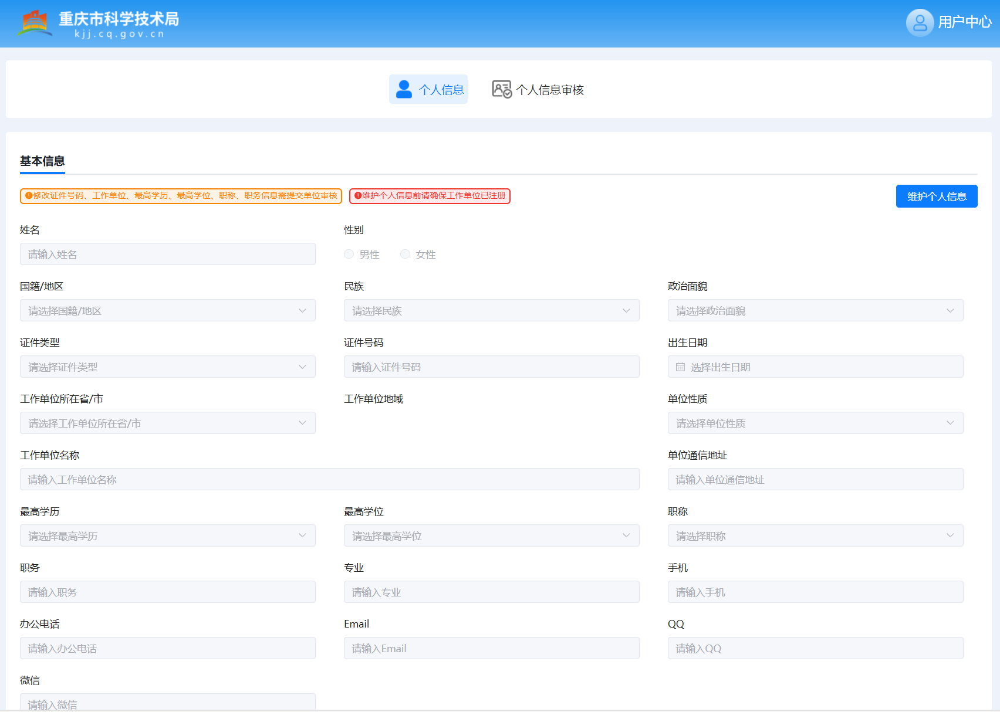 重庆市科学技术局
kjj.cq.gov.cn
用户中心
个人信息
个人信息审核
基本信息
修改证件号码、工作单位、最高学历、最高学位、职称、职务信息需提交单位审核
维护个人信息前请确保工作单位已注册
维护个人信息
姓名
性别
请输入姓名
男性
女性
国籍/地区
民族
政治面貌
请选择国籍/地区
请选择民族
请选择政治面貌
证件类型
证件号码
出生日期
请选择证件类型
请输入证件号码
选择出生日期
工作单位所在省/市
工作单位地域
单位性质
请选择工作单位所在省/市
请选择单位性质
工作单位名称
单位通信地址
请输入工作单位名称
请输入单位通信地址
最高学历
最高学位
职称
请选择最高学历
请选择最高学位
请选择职称
职务
专业
手机
请输入职务
请输入专业
请输入手机
办公电话
Email
QQ
请输入办公电话
请输入Email
请输入QQ
微信
请输入微信